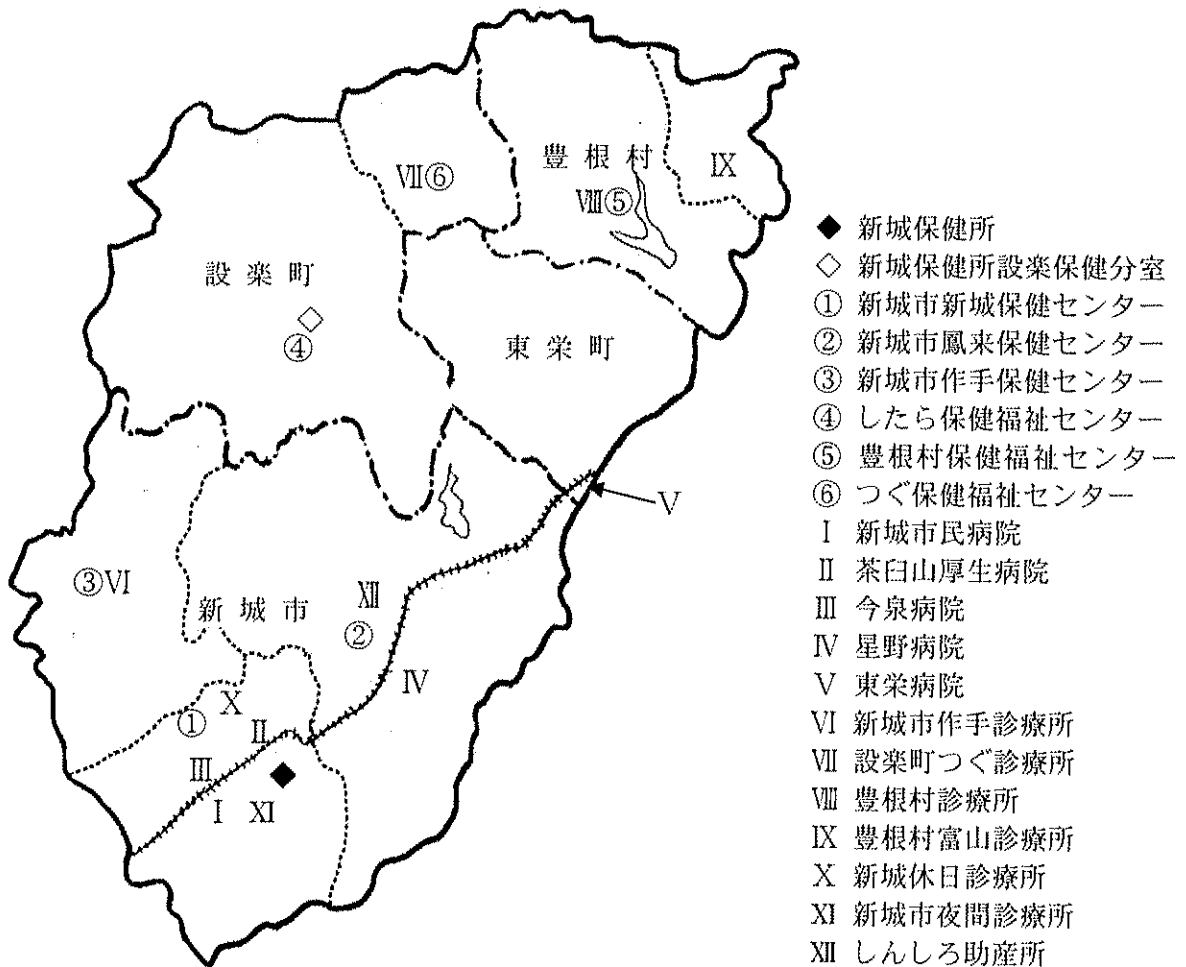 豊根村
Ⅸ
Ⅶ⑥
Ⅷ⑤
設楽町
◇
④
東栄町
Ⅴ
③Ⅵ
新城市
Ⅻ
②
Ⅳ
Ⅹ
①
Ⅱ
Ⅲ
◆
Ⅰ Ⅺ
◆ 新城保健所
◇ 新城保健所設楽保健分室
① 新城市新城保健センター
② 新城市鳳来保健センター
③ 新城市作手保健センター
④ したら保健福祉センター
⑤ 豊根村保健福祉センター
⑥ つぐ保健福祉センター
Ⅰ 新城市民病院
Ⅱ 茶臼山厚生病院
Ⅲ 今泉病院
Ⅳ 星野病院
Ⅴ 東栄病院
Ⅵ 新城市作手診療所
Ⅶ 設楽町つぐ診療所
Ⅷ 豊根村診療所
Ⅸ 豊根村富山診療所
Ⅹ 新城休日診療所
Ⅺ 新城市夜間診療所
Ⅻ しんしろ助産所